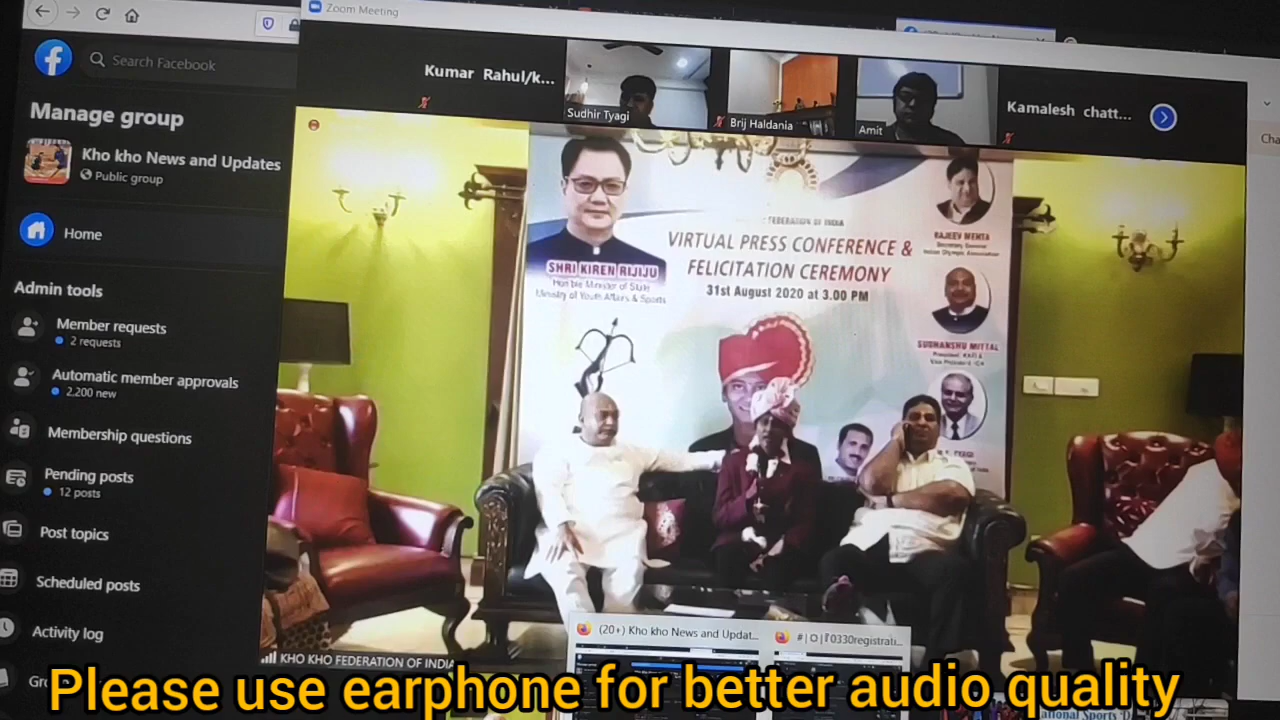 Zoom Meeting
Search Facebook
Manage group
Kho kho News and Updates
Public group
Home
Admin tools
Member requests
2 requests
Automatic member approvals
2,200 new
Membership questions
Pending posts
12 posts
Post topics
Scheduled posts
Activity log
Gro
Kumar Rahul/k...
Sudhir Tyagi
Brij Haldania
Amit
Kamalesh chatt...
Cha
FEDERATION OF INDIA
VIRTUAL PRESS CONFERENCE &
FELICITATION CEREMONY
31st August 2020 at 3.00 PM
SHRI KIREN RIJIJU
Hon'ble Minister of State
Ministry of Youth Affairs & Sports
RAJEEV MEHTA
Secretary General
Indian Olympic Association
SUDHANSHU MITTAL
KHO KHO FEDERATION OF INDIA
(20+) Kho kho News and Updat...
Please use earphone for better audio quality